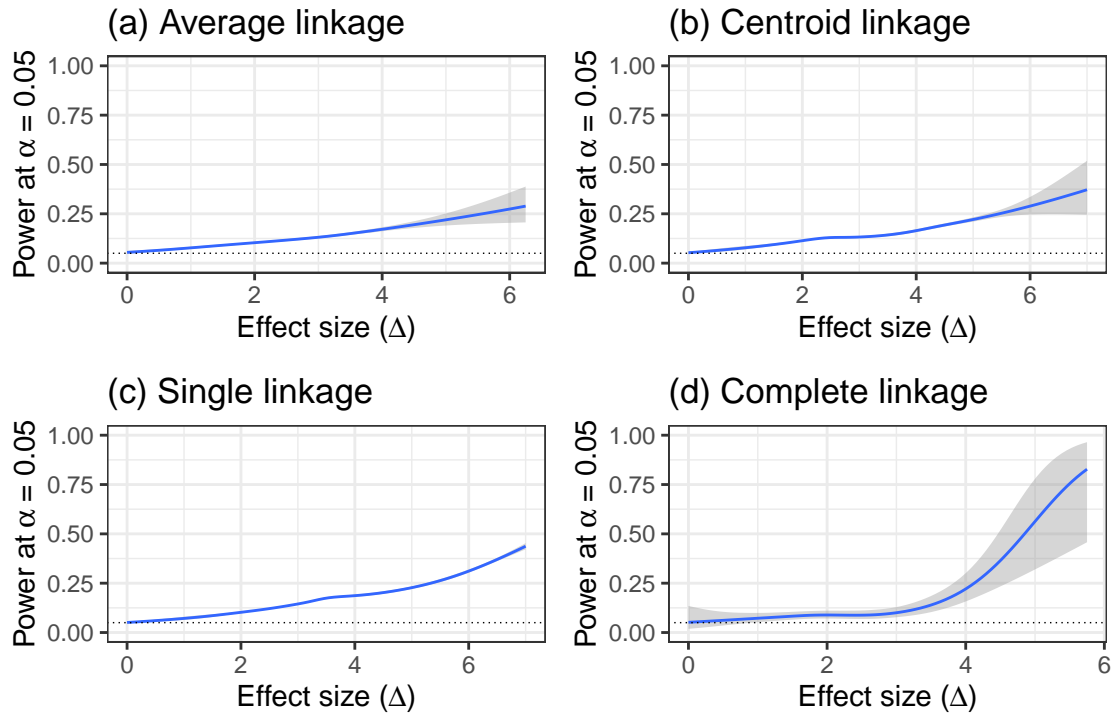 (a) Average linkage
Power at α = 0.05
1.00
0.75
0.50
0.25
0.00
0 2 4 6
Effect size (Δ)
(b) Centroid linkage
Power at α = 0.05
1.00
0.75
0.50
0.25
0.00
0 2 4 6
Effect size (Δ)
(c) Single linkage
Power at α = 0.05
1.00
0.75
0.50
0.25
0.00
0 2 4 6
Effect size (Δ)
(d) Complete linkage
Power at α = 0.05
1.00
0.75
0.50
0.25
0.00
0 2 4 6
Effect size (Δ)